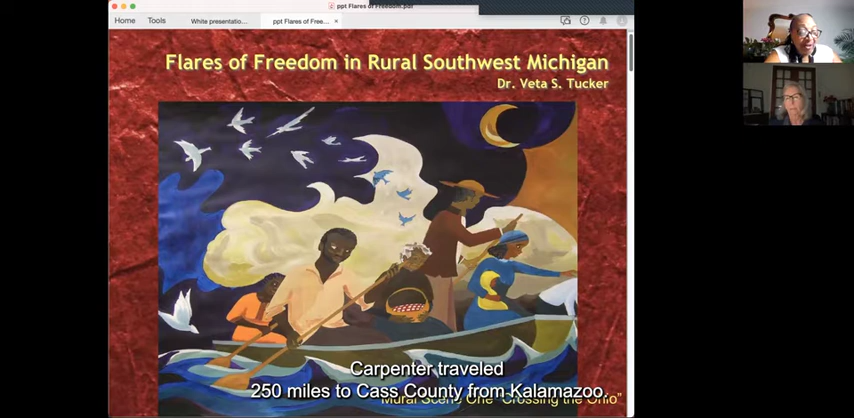 ppt Flares of Freedom.pdf
Home
Tools
White presentatio...
ppt Flares of Free...
Flares of Freedom in Rural Southwest Michigan
Dr. Veta S. Tucker
Carpenter traveled
250 miles to Cass County from Kalamazoo.
Mural Scene One "Crossing the Ohio"